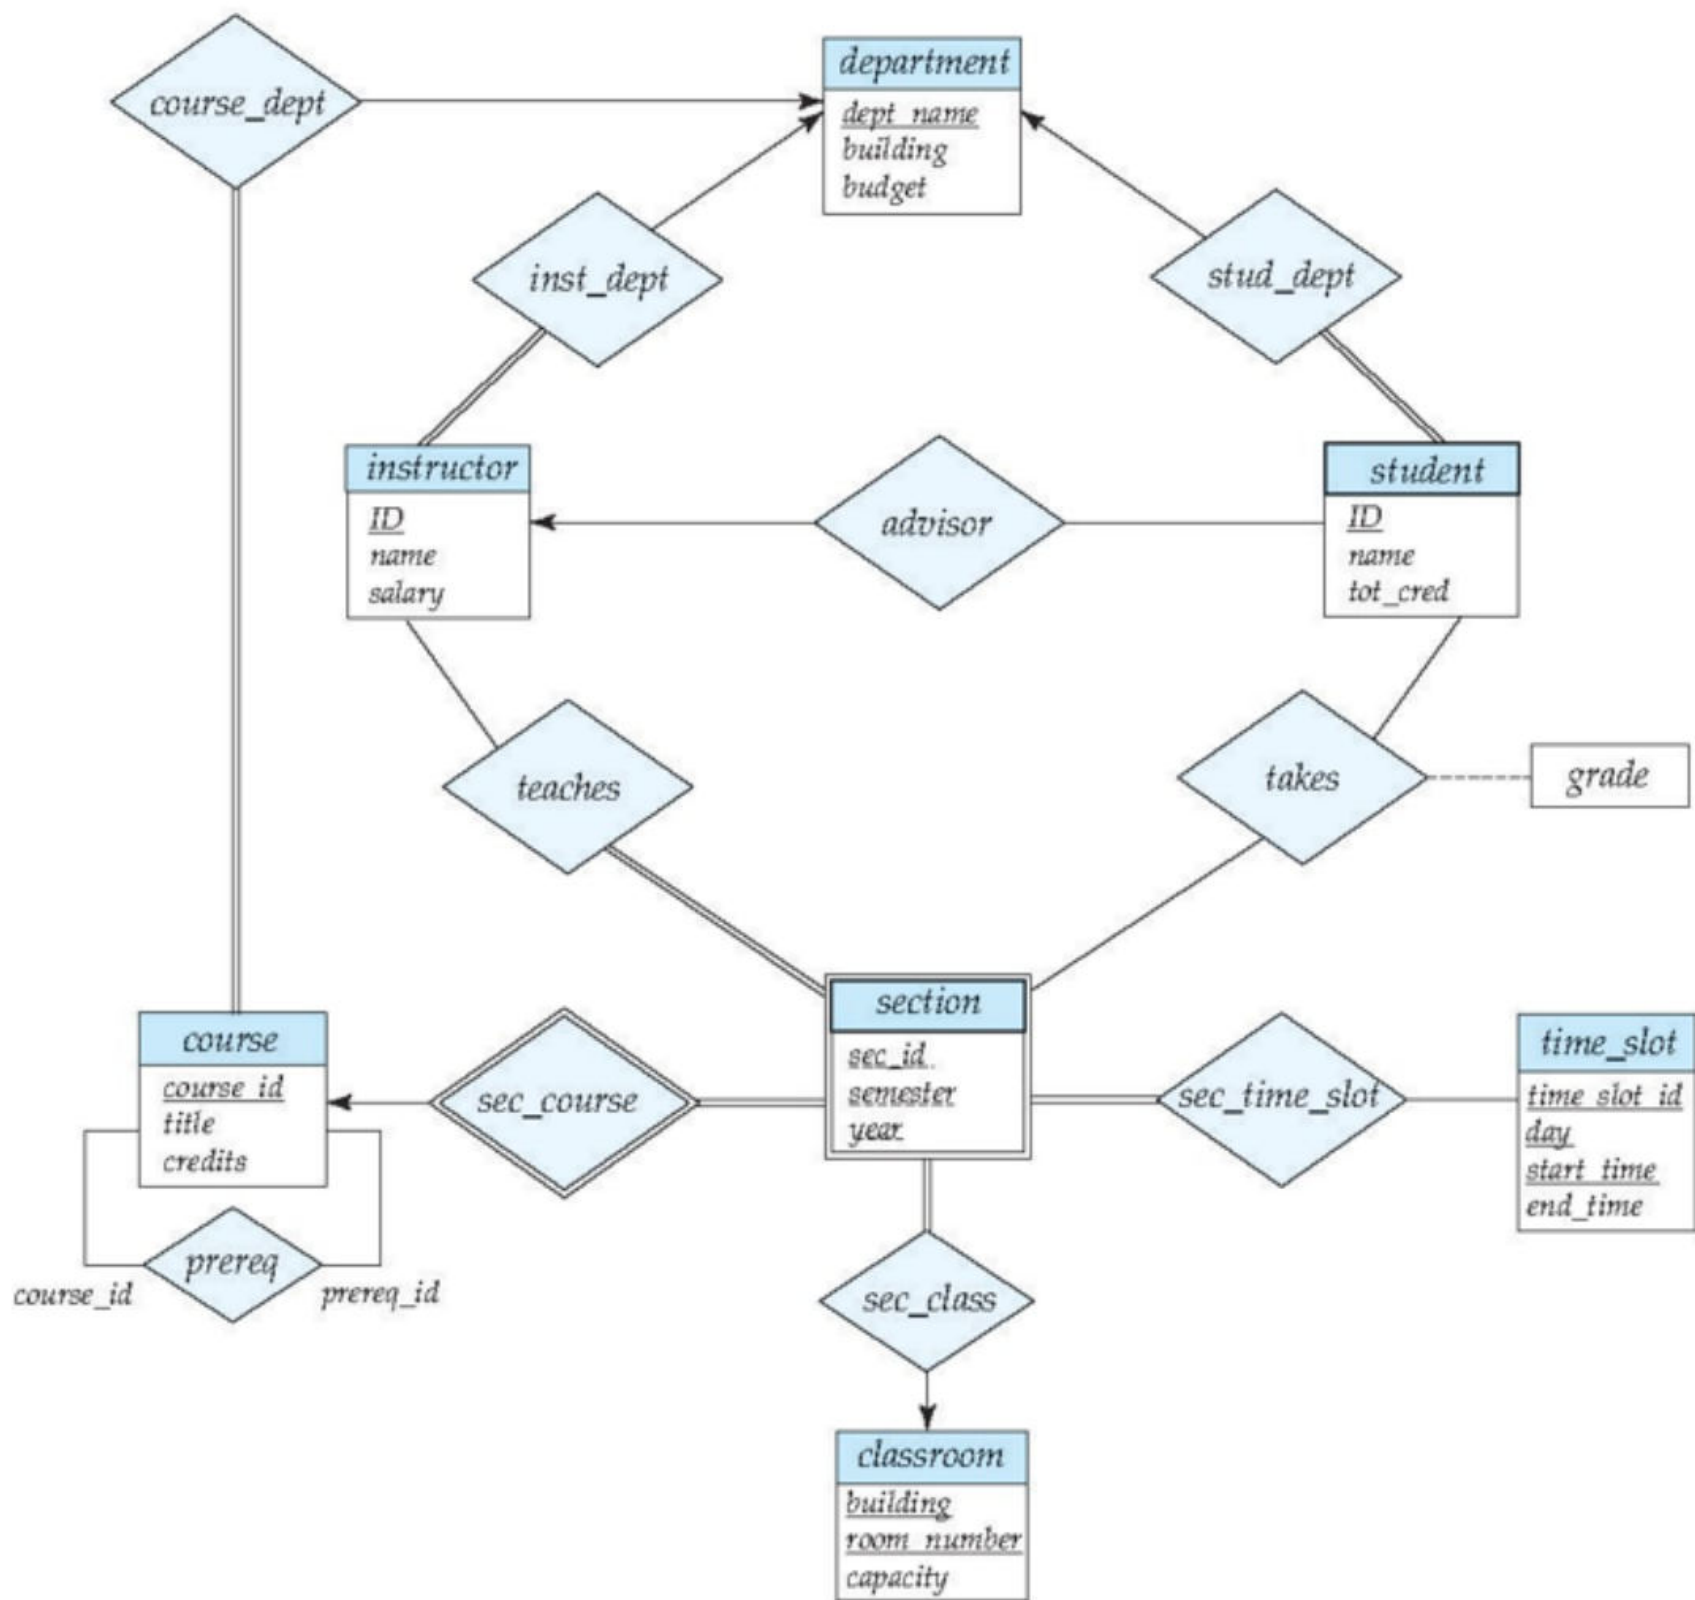 department
dept_name
building
budget
course_dept
inst_dept
stud_dept
instructor
ID
name
salary
advisor
student
ID
name
tot_cred
teaches
takes
grade
course
course_id
title
credits
sec_course
section
sec_id
semester
year
sec_time_slot
time_slot
time_slot_id
day
start_time
end_time
prereq
course_id
prereq_id
sec_class
classroom
building
room_number
capacity